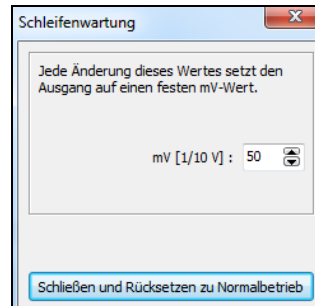 Schleifenwartung
Jede Änderung dieses Wertes setzt den
Ausgang auf einen festen mV-Wert.
mV [1/10 V] : 50
Schließen und Rücksetzen zu Normalbetrieb